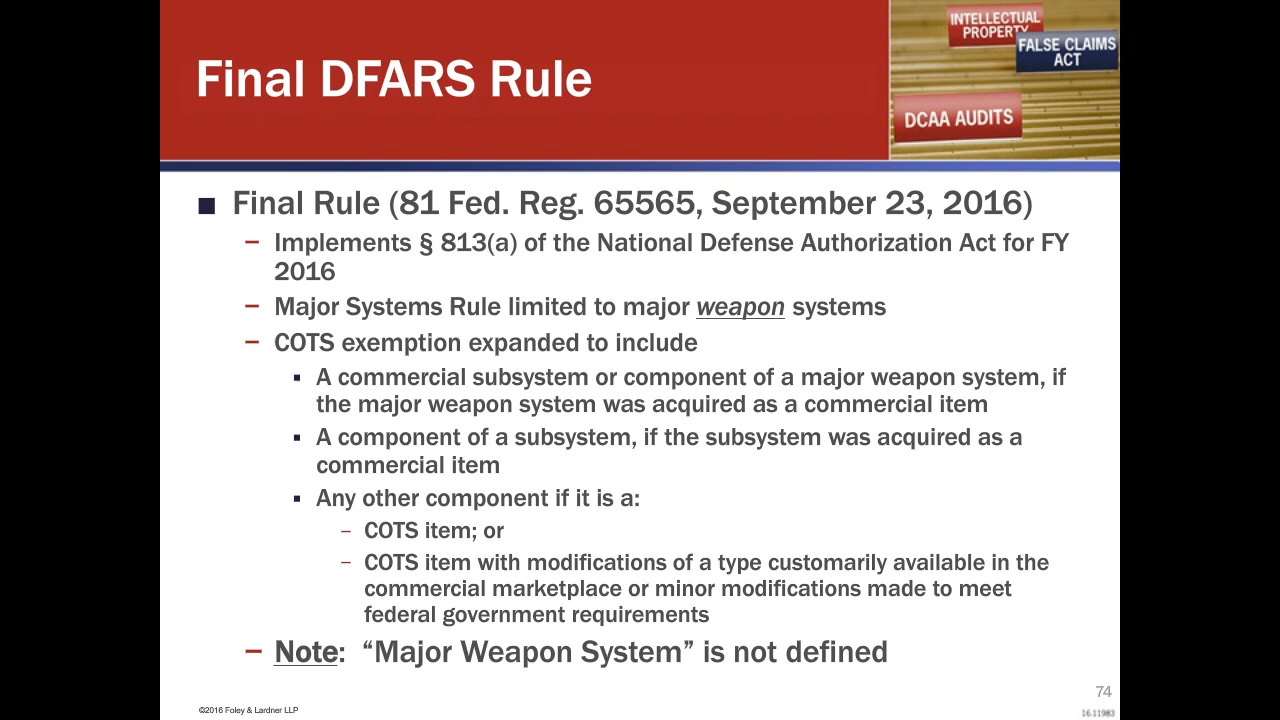 Final DFARS Rule
INTELLECTUAL
PROPERTY
FALSE CLAIMS
ACT
DCAA AUDITS
■ Final Rule (81 Fed. Reg. 65565, September 23, 2016)
– Implements § 813(a) of the National Defense Authorization Act for FY
2016
– Major Systems Rule limited to major weapon systems
– COTS exemption expanded to include
▪ A commercial subsystem or component of a major weapon system, if
the major weapon system was acquired as a commercial item
▪ A component of a subsystem, if the subsystem was acquired as a
commercial item
▪ Any other component if it is a:
– COTS item; or
– COTS item with modifications of a type customarily available in the
commercial marketplace or minor modifications made to meet
federal government requirements
– Note: “Major Weapon System” is not defined
74
©2016 Foley & Lardner LLP
16.11983